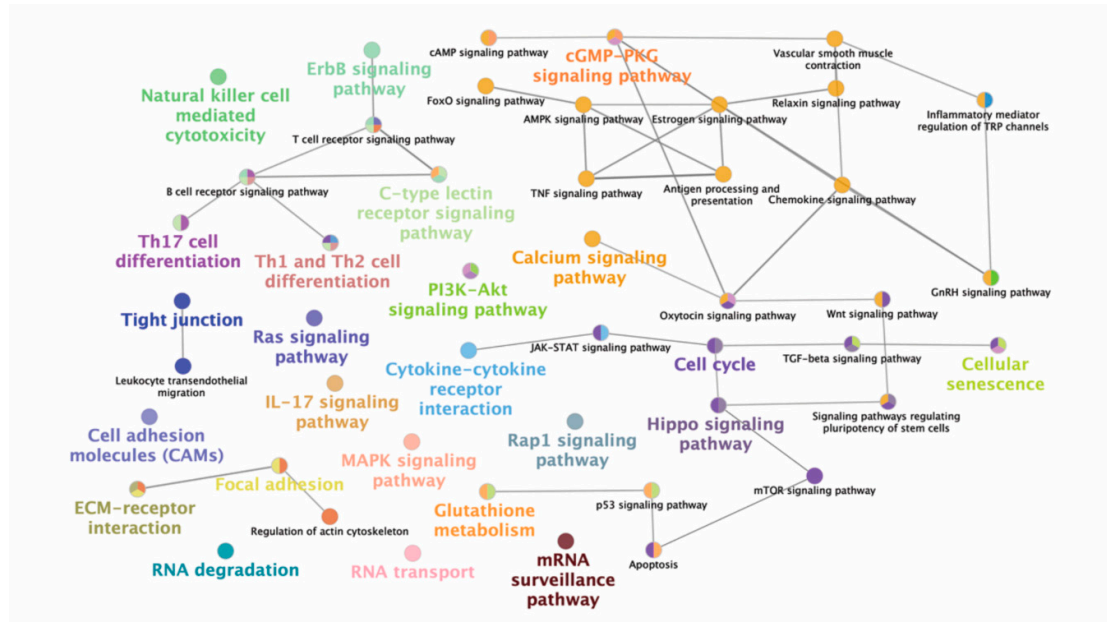 cAMP signaling pathway
cGMP-PKG
signaling pathway
Vascular smooth muscle
contraction
ErbB signaling
pathway
Natural killer cell
mediated
cytotoxicity
FoxO signaling pathway
AMPK signaling pathway
Estrogen signaling pathway
Relaxin signaling pathway
Inflammatory mediator
regulation of TRP channels
T cell receptor signaling pathway
B cell receptor signaling pathway
C-type lectin
receptor signaling
pathway
TNF signaling pathway
Antigen processing and
presentation
Chemokine signaling pathway
Th17 cell
differentiation
Th1 and Th2 cell
differentiation
Calcium signaling
pathway
PI3K-Akt
signaling pathway
GnRH signaling pathway
Oxytocin signaling pathway
Wnt signaling pathway
Tight junction
Ras signaling
pathway
JAK-STAT signaling pathway
Cell cycle
TGF-beta signaling pathway
Cellular
senescence
Leukocyte transendothelial
migration
Cytokine-cytokine
receptor
interaction
IL-17 signaling
pathway
Cell adhesion
molecules (CAMs)
Rap1 signaling
pathway
Hippo signaling
pathway
Signaling pathways regulating
pluripotency of stem cells
MAPK signaling
pathway
Focal adhesion
mTOR signaling pathway
ECM-receptor
interaction
Regulation of actin cytoskeleton
Glutathione
metabolism
p53 signaling pathway
Apoptosis
RNA degradation
RNA transport
mRNA
surveillance
pathway